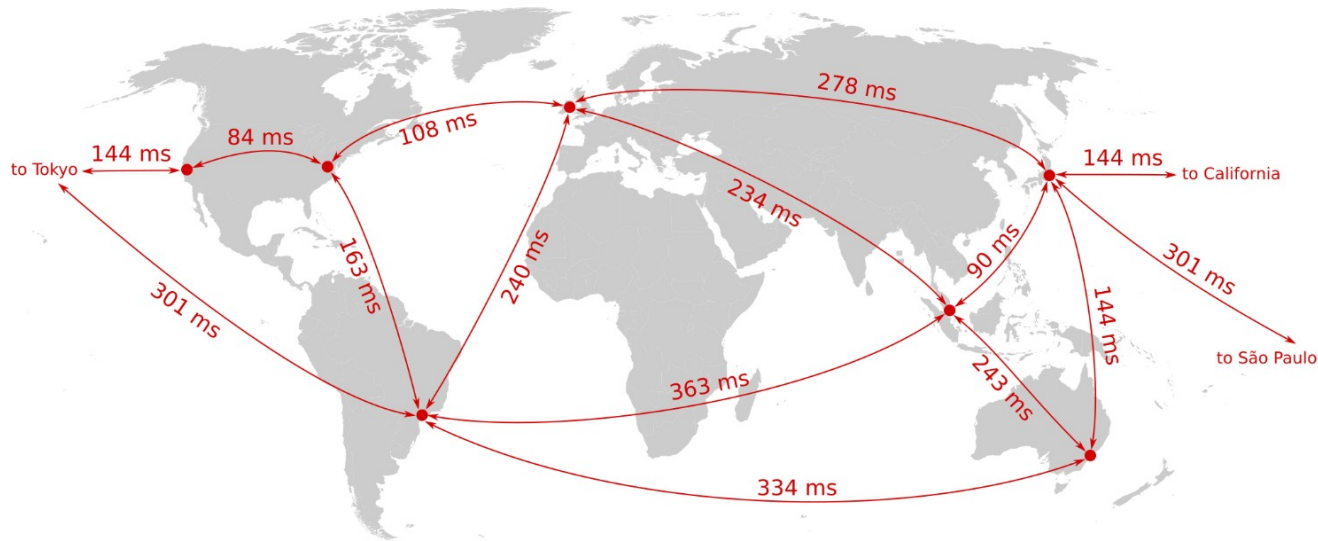 278 ms
108 ms
84 ms
144 ms
to Tokyo
144 ms
to California
234 ms
163 ms
240 ms
90 ms
301 ms
301 ms
144 ms
to São Paulo
363 ms
243 ms
334 ms